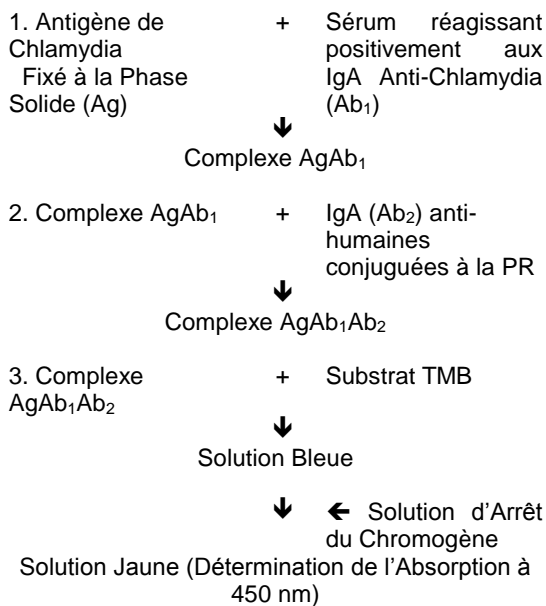 1. Antigène de + Sérum réagissant
Chlamydia positivement aux
Fixé à la Phase IgA Anti-Chlamydia
Solide (Ag) (Ab₁)
🡻
Complexe AgAb₁
2. Complexe AgAb₁ + IgA (Ab₂) anti-
humaines
conjuguées à la PR
🡻
Complexe AgAb₁Ab₂
3. Complexe + Substrat TMB
AgAb₁Ab₂
🡻
Solution Bleue
🡻 🡸 Solution d'Arrêt
du Chromogène
Solution Jaune (Détermination de l'Absorption à
450 nm)